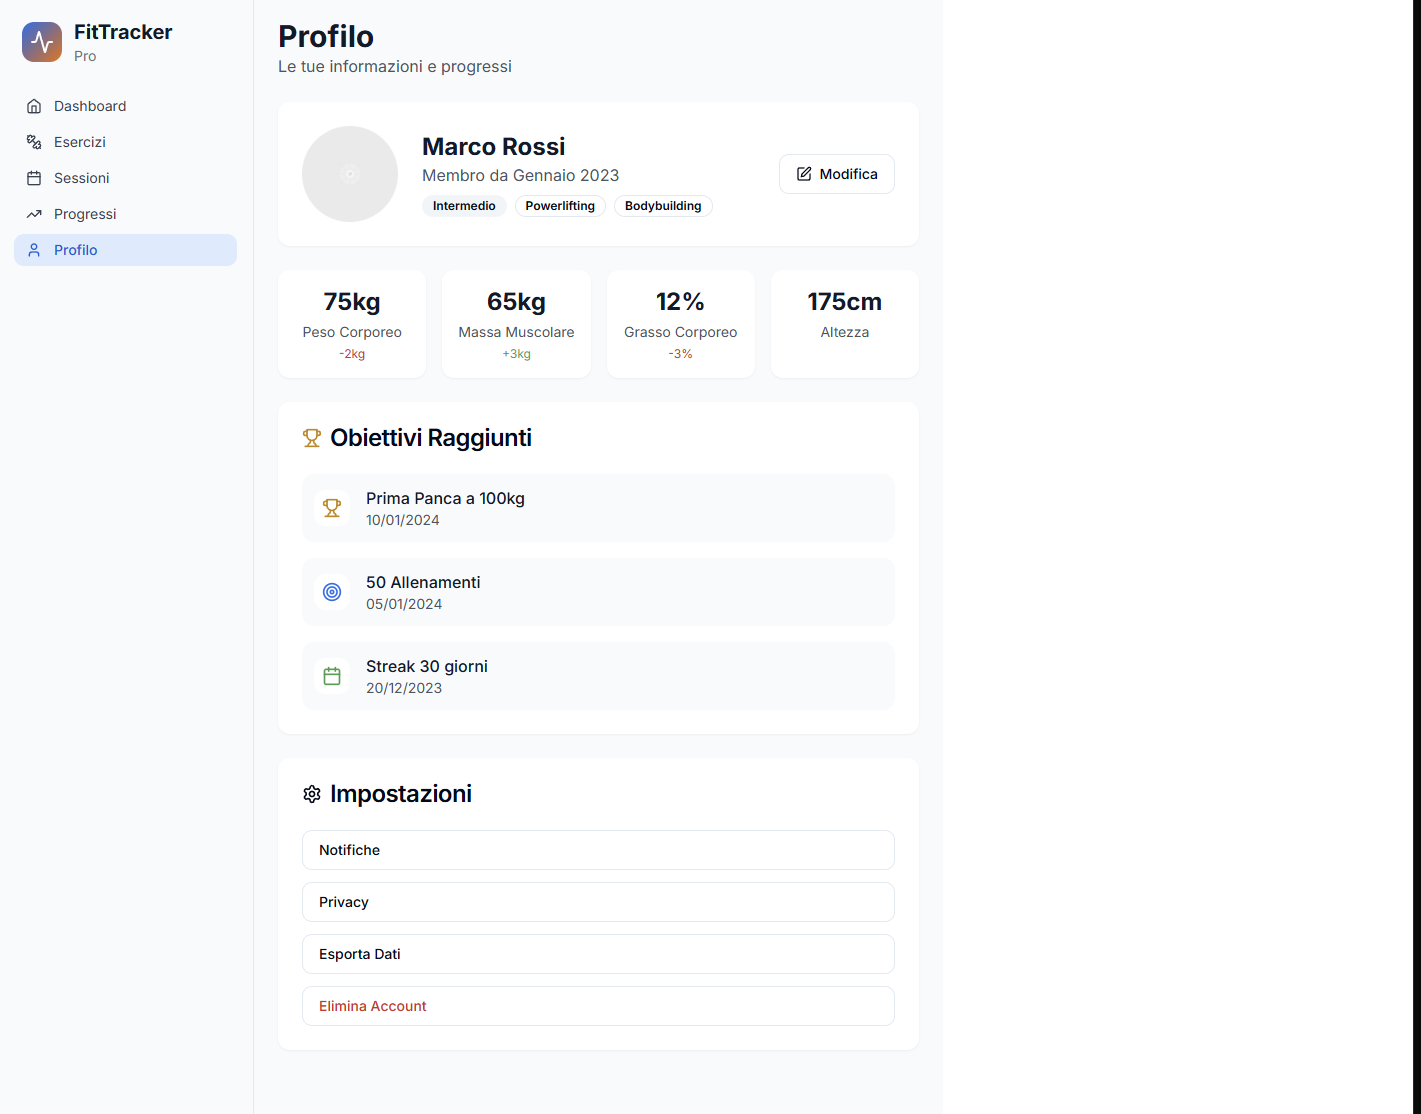 FitTracker
Pro
Dashboard
Esercizi
Sessioni
Progressi
Profilo
Profilo
Le tue informazioni e progressi
Marco Rossi
Membro da Gennaio 2023
Intermedio Powerlifting Bodybuilding
Modifica
75kg
Peso Corporeo
-2kg
65kg
Massa Muscolare
+3kg
12%
Grasso Corporeo
-3%
175cm
Altezza
Obiettivi Raggiunti
Prima Panca a 100kg
10/01/2024
50 Allenamenti
05/01/2024
Streak 30 giorni
20/12/2023
Impostazioni
Notifiche
Privacy
Esporta Dati
Elimina Account